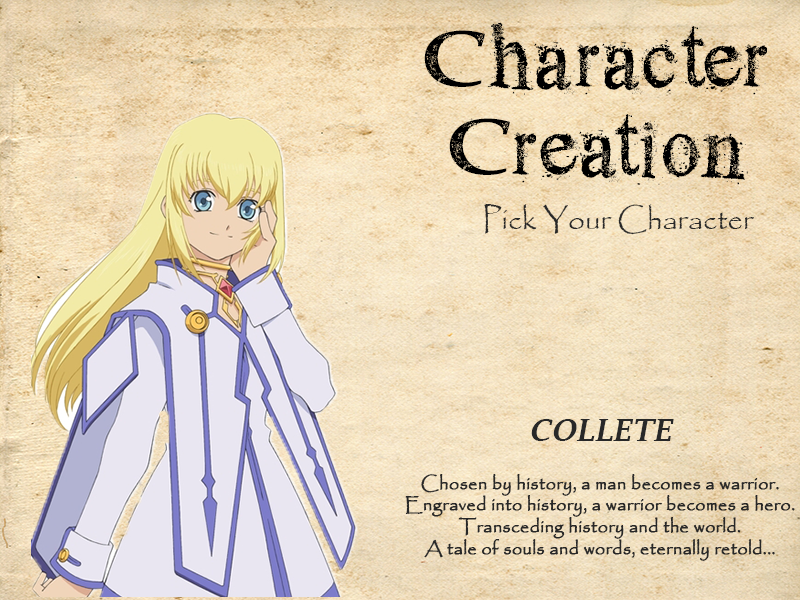 Character
Creation
Pick Your Character
COLLETE
Chosen by history, a man becomes a warrior.
Engraved into history, a warrior becomes a hero.
Transceding history and the world.
A tale of souls and words, eternally retold...